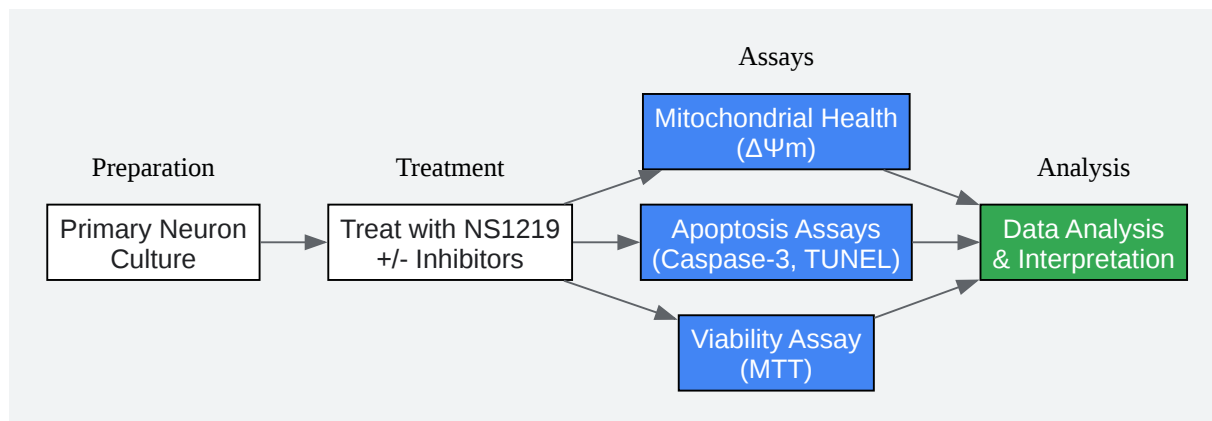 Assays
Mitochondrial Health
(ΔΨm)
Preparation
Treatment
Analysis
Primary Neuron
Culture
Treat with NS1219
+/- Inhibitors
Apoptosis Assays
(Caspase-3, TUNEL)
Data Analysis
& Interpretation
Viability Assay
(MTT)